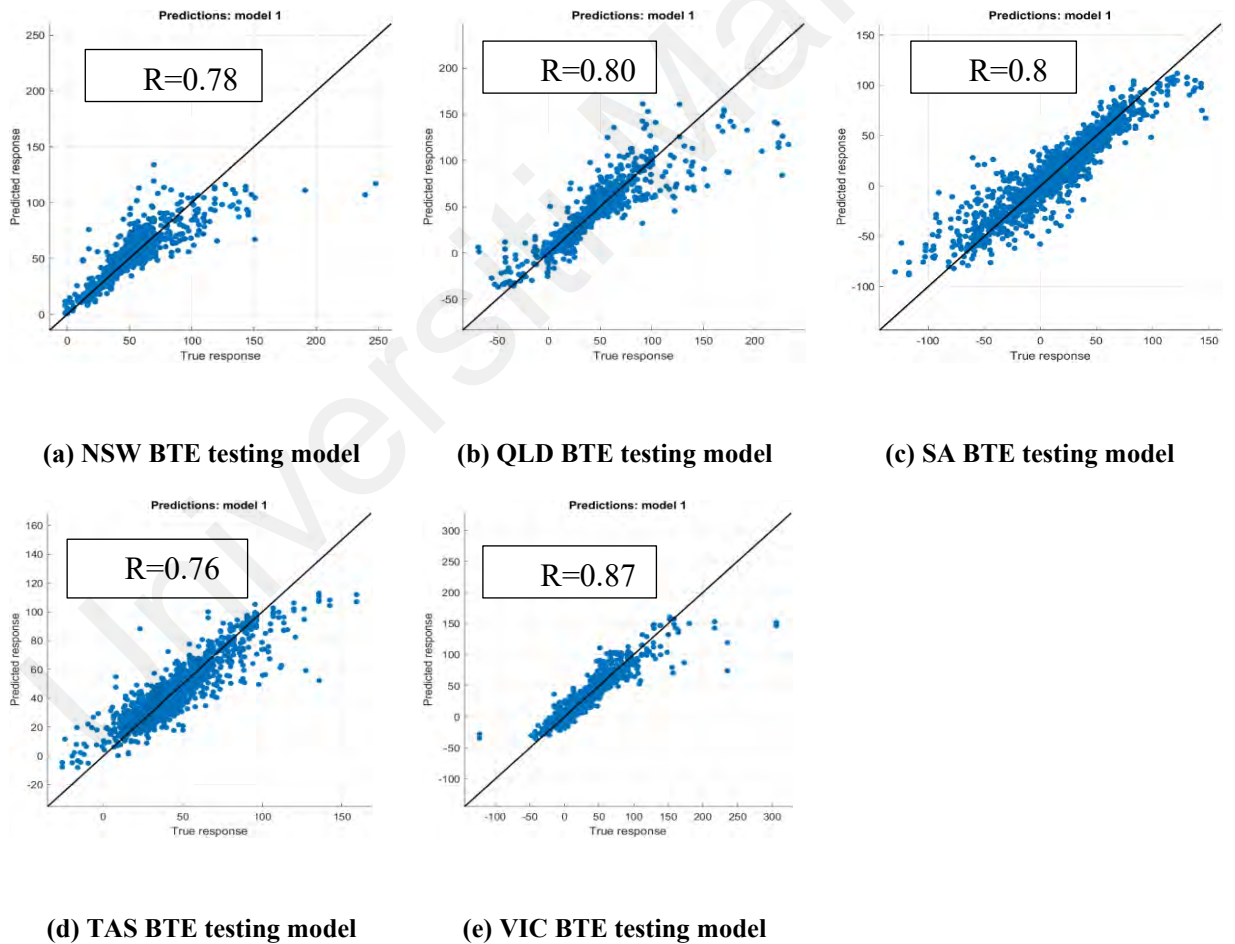 Predictions: model 1
R=0.78
250
200
150
100
50
0
Predicted response
0 50 100 150 200 250
True response
(a) NSW BTE testing model
Predictions: model 1
R=0.80
200
150
100
50
0
-50
Predicted response
-50 0 50 100 150 200
True response
(b) QLD BTE testing model
Predictions: model 1
R=0.8
150
100
50
0
-50
-100
Predicted response
-100 -50 0 50 100 150
True response
(c) SA BTE testing model
Predictions: model 1
R=0.76
160
140
120
100
80
60
40
20
0
-20
Predicted response
0 50 100 150
True response
(d) TAS BTE testing model
Predictions: model 1
R=0.87
300
250
200
150
100
50
0
-50
-100
Predicted response
-100 -50 0 50 100 150 200 250 300
True response
(e) VIC BTE testing model
Universiti